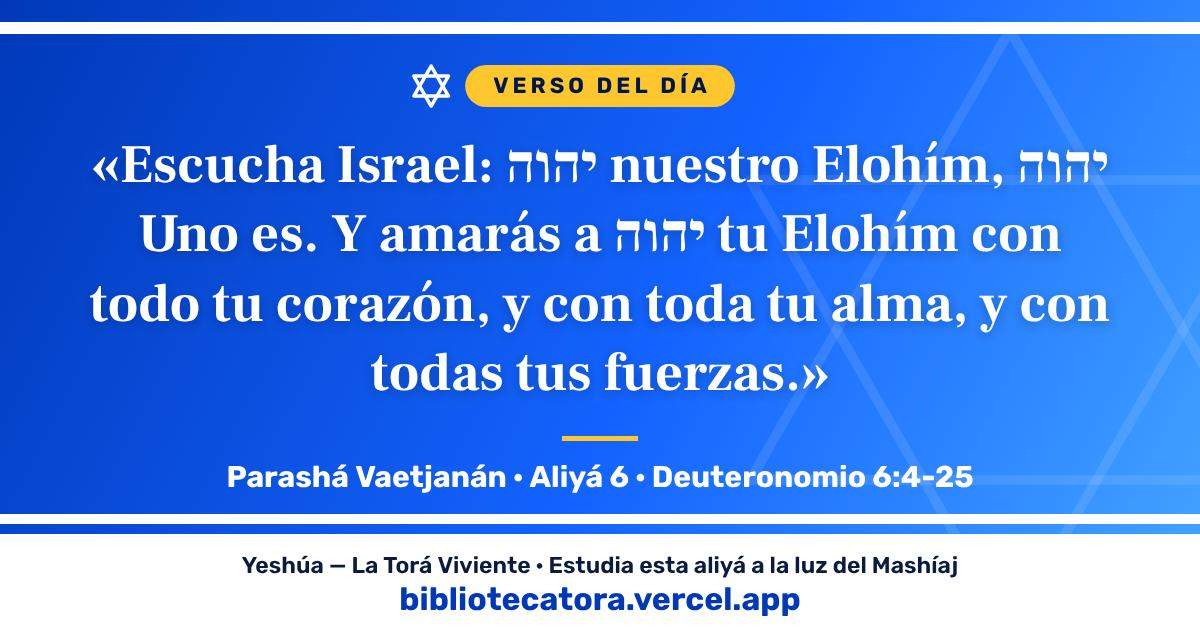 VERSO DEL DÍA
«Escucha Israel: יהוה nuestro Elohím, יהוה
Uno es. Y amarás a יהוה tu Elohím con
todo tu corazón, y con toda tu alma, y con
todas tus fuerzas.»
Parashá Vaetjanán • Aliyá 6 • Deuteronomio 6:4-25
Yeshúa — La Torá Viviente • Estudia esta aliyá a la luz del Mashíaj
bibliotecatora.vercel.app